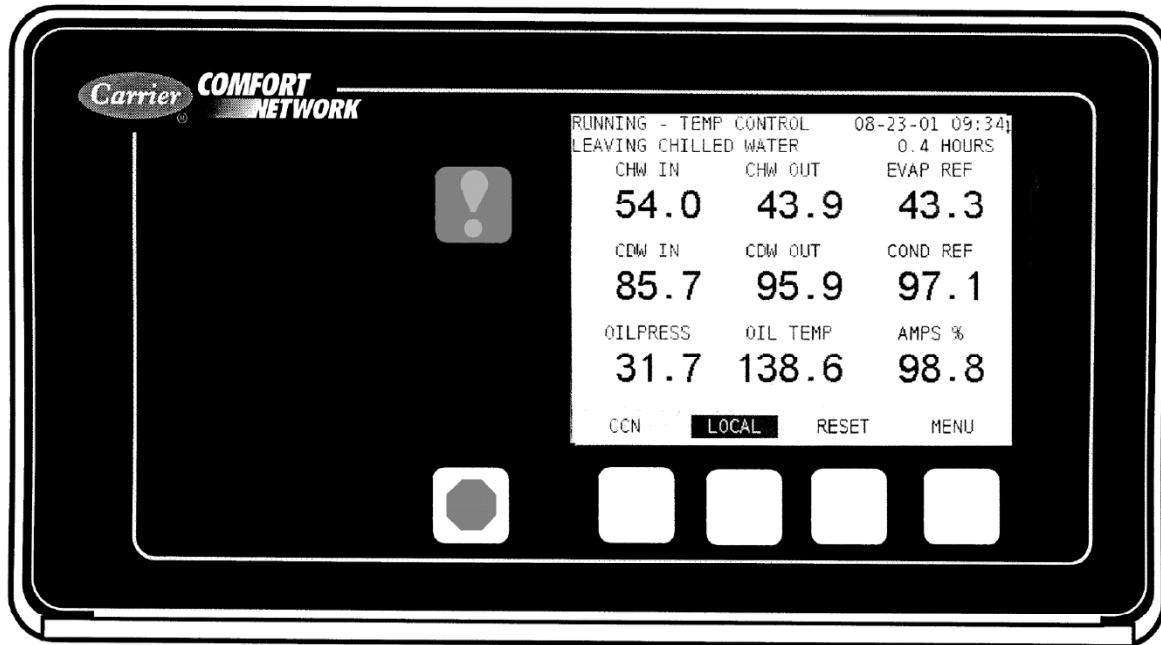 Carrier ®
COMFORT
NETWORK
RUNNING - TEMP CONTROL 08-23-01 09:34
LEAVING CHILLED WATER 0.4 HOURS
CHW IN CHW OUT EVAP REF
54.0 43.9 43.3
CDW IN CDW OUT COND REF
85.7 95.9 97.1
OILPRESS OIL TEMP AMPS %
31.7 138.6 98.8
CCN LOCAL RESET MENU